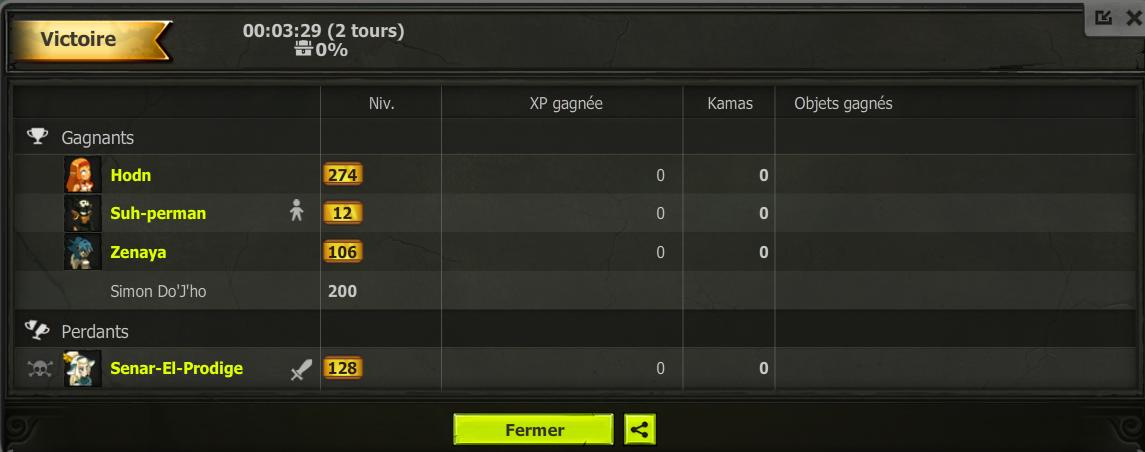 Victoire
00:03:29 (2 tours)
0%
Niv. XP gagnée Kamas Objets gagnés
Gagnants
Hodn 274 0 0
Suh-perman 12 0 0
Zenaya 106 0 0
Simon Do'J'ho 200
Perdants
Senar-El-Prodige 128 0 0
Fermer